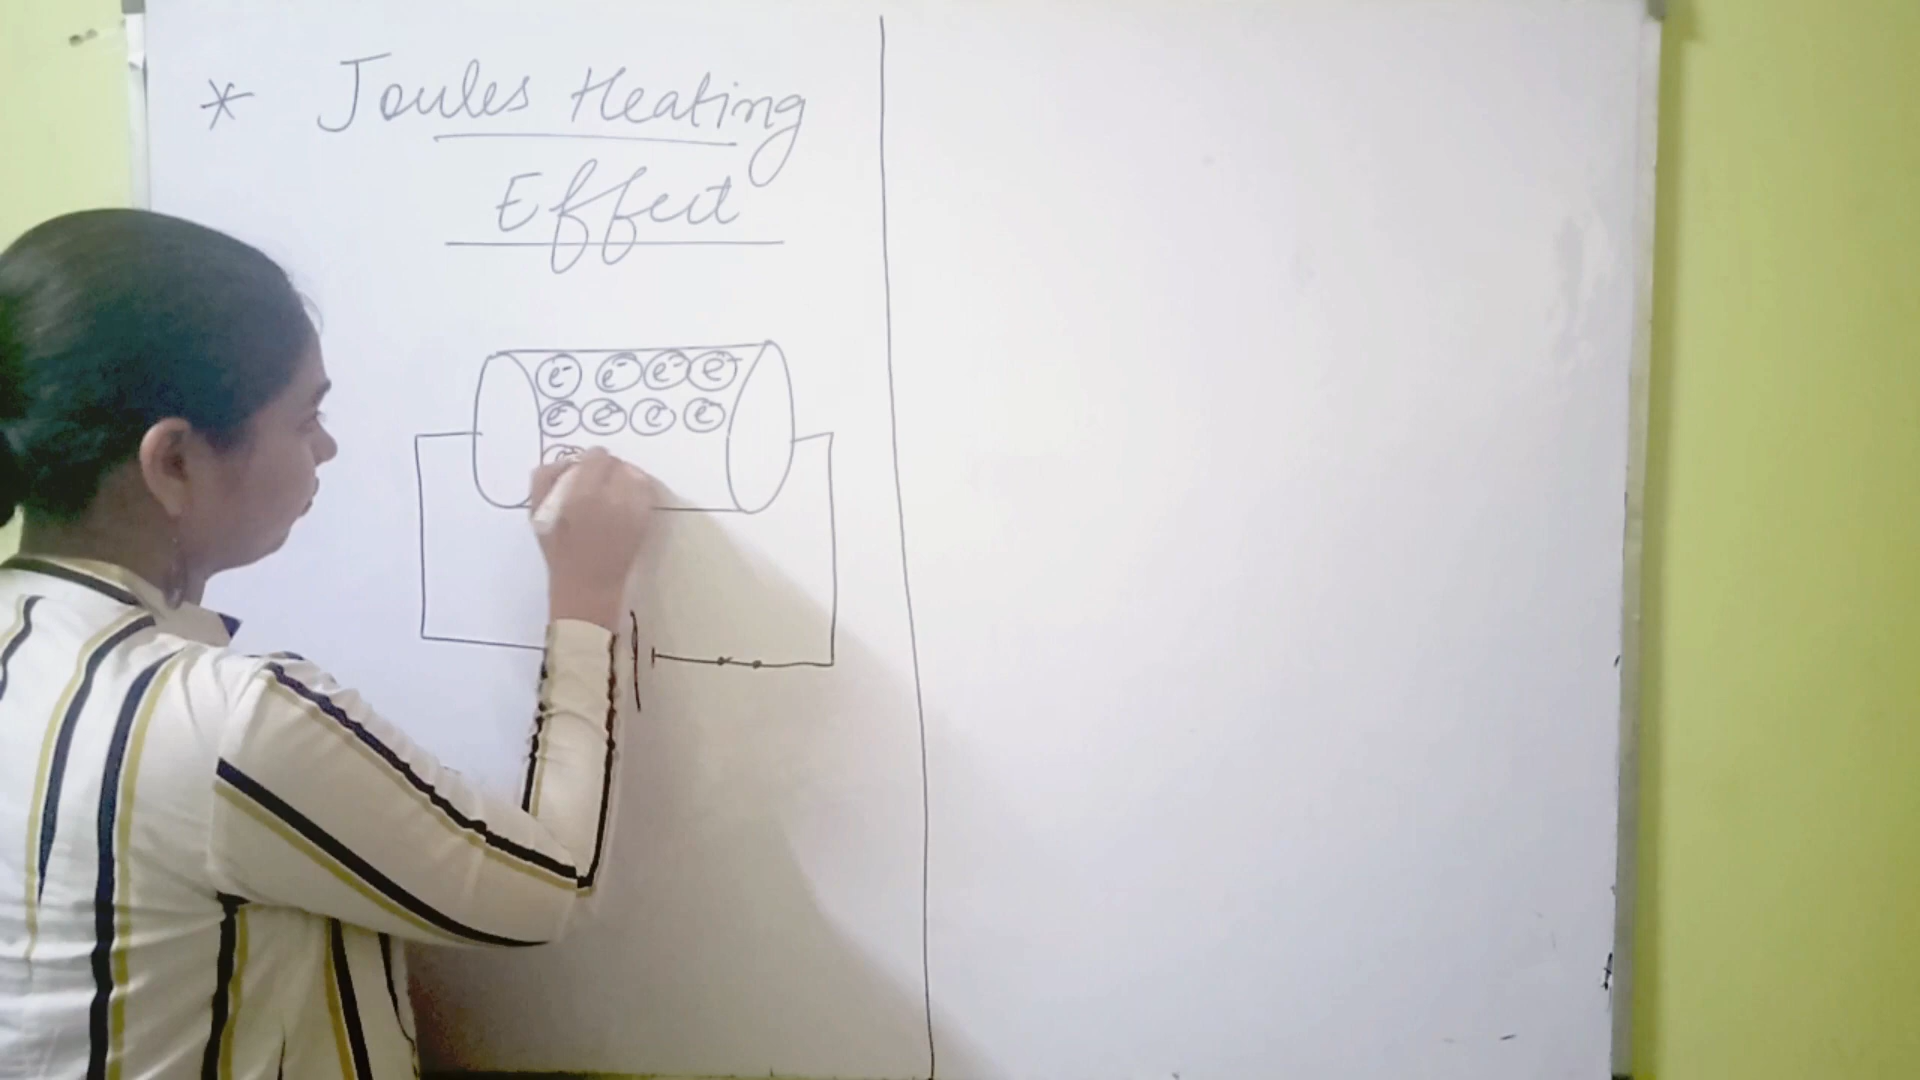 * Joules Heating
Effect
e⁻ e⁻ e⁻ e⁻
e⁻ e⁻ e e